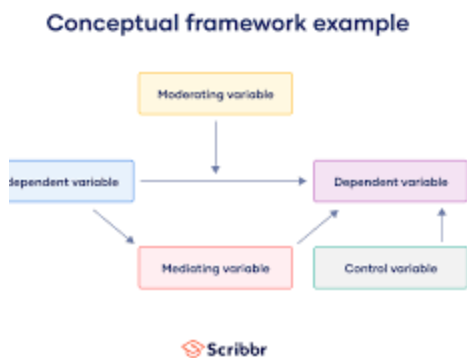 Conceptual framework example
Moderating variable
dependent variable
Dependent variable
Mediating variable
Control variable
Scribbr